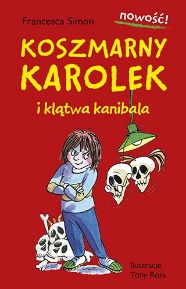 Francesca Simon
nowość!
KOSZMARNY
KAROLEK
i klątwa kanibala
Ilustracje
Tony Ross